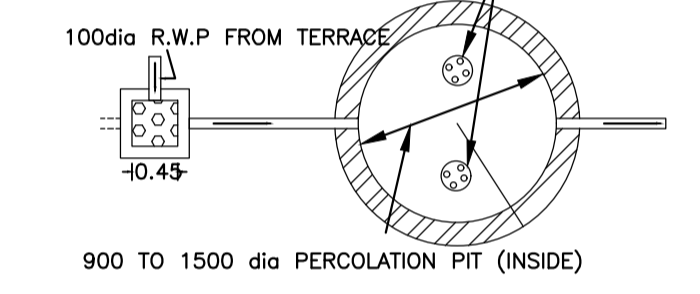 100dia R.W.P FROM TERRACE
0.45
900 TO 1500 dia PERCOLATION PIT (INSIDE)